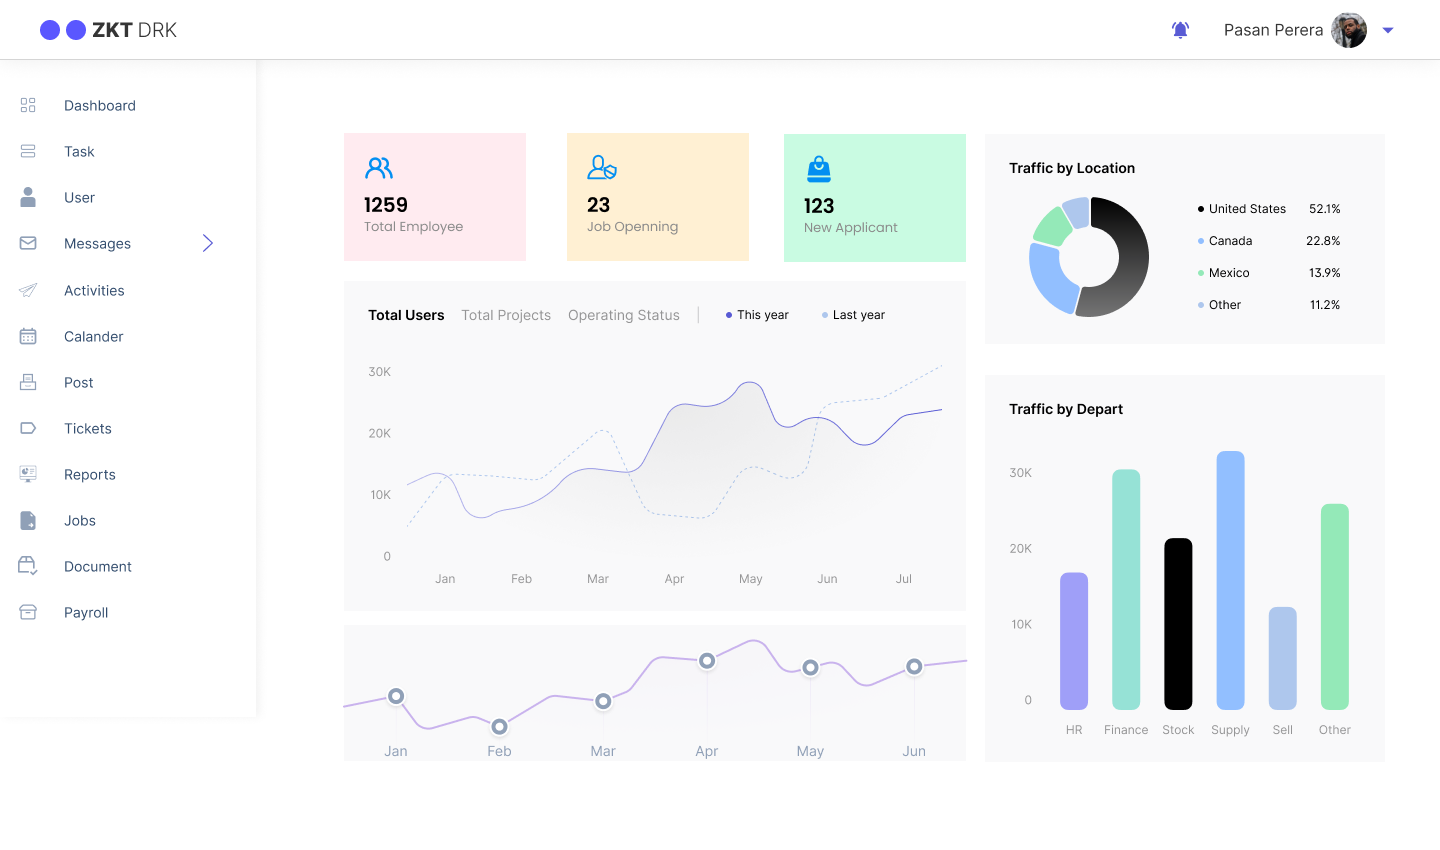 ZKT DRK
Pasan Perera
Dashboard
Task
User
Messages
Activities
Calander
Post
Tickets
Reports
Jobs
Document
Payroll
1259
Total Employee
23
Job Openning
123
New Applicant
Total Users Total Projects Operating Status This year Last year
30K
20K
10K
0
Jan Feb Mar Apr May Jun Jul
Jan Feb Mar Apr May Jun
Traffic by Location
United States 52.1%
Canada 22.8%
Mexico 13.9%
Other 11.2%
Traffic by Depart
30K
20K
10K
0
HR Finance Stock Supply Sell Other